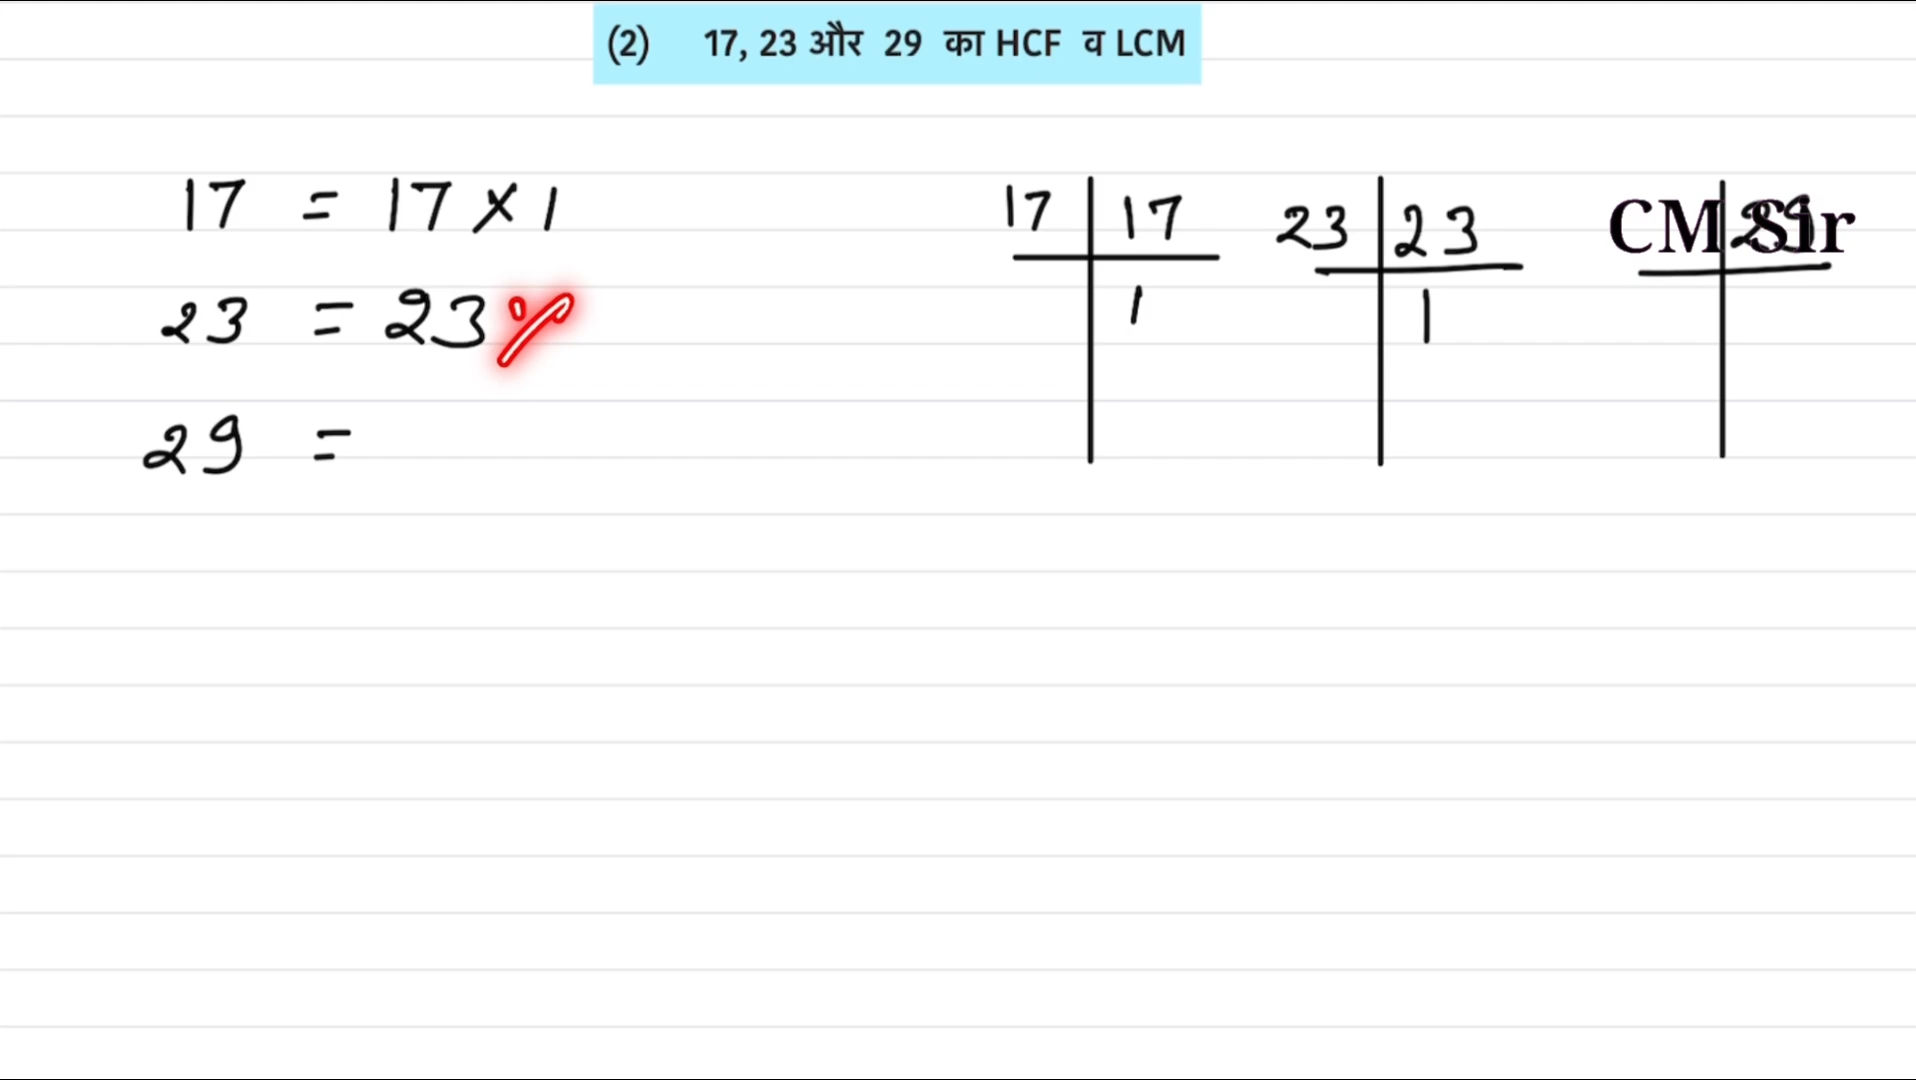 (2) 17, 23 और 29 का HCF व LCM
17 = 17 × 1
23 = 23
29 =
17 | 17
1
23 | 23
1
29
CM Sir